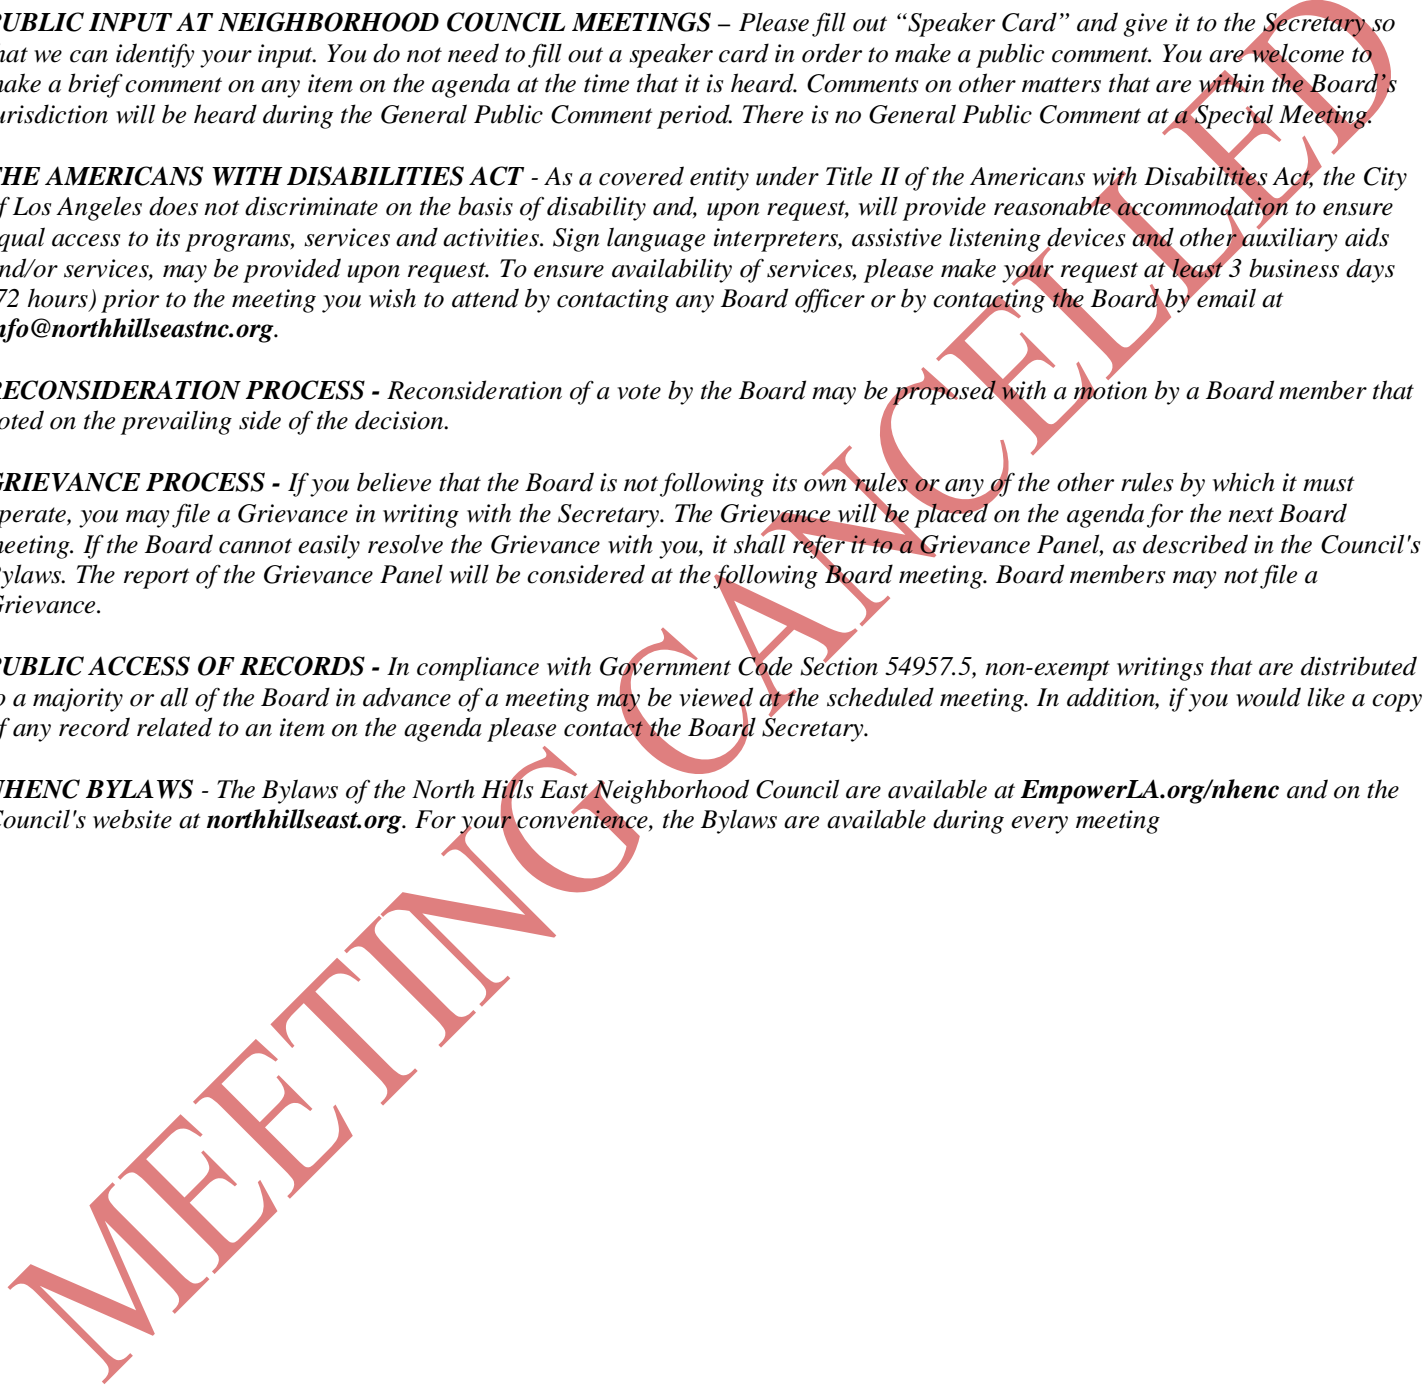 UBLIC INPUT AT NEIGHBORHOOD COUNCIL MEETINGS – Please fill out “Speaker Card” and give it to the Secretary so
hat we can identify your input. You do not need to fill out a speaker card in order to make a public comment. You are welcome to
make a brief comment on any item on the agenda at the time that it is heard. Comments on other matters that are within the Board’s
urisdiction will be heard during the General Public Comment period. There is no General Public Comment at a Special Meeting.
THE AMERICANS WITH DISABILITIES ACT - As a covered entity under Title II of the Americans with Disabilities Act, the City
f Los Angeles does not discriminate on the basis of disability and, upon request, will provide reasonable accommodation to ensure
qual access to its programs, services and activities. Sign language interpreters, assistive listening devices and other auxiliary aids
nd/or services, may be provided upon request. To ensure availability of services, please make your request at least 3 business days
72 hours) prior to the meeting you wish to attend by contacting any Board officer or by contacting the Board by email at
nfo@northhillseastnc.org.
RECONSIDERATION PROCESS - Reconsideration of a vote by the Board may be proposed with a motion by a Board member that
oted on the prevailing side of the decision.
GRIEVANCE PROCESS - If you believe that the Board is not following its own rules or any of the other rules by which it must
perate, you may file a Grievance in writing with the Secretary. The Grievance will be placed on the agenda for the next Board
meeting. If the Board cannot easily resolve the Grievance with you, it shall refer it to a Grievance Panel, as described in the Council's
ylaws. The report of the Grievance Panel will be considered at the following Board meeting. Board members may not file a
Grievance.
PUBLIC ACCESS OF RECORDS - In compliance with Government Code Section 54957.5, non-exempt writings that are distributed
o a majority or all of the Board in advance of a meeting may be viewed at the scheduled meeting. In addition, if you would like a copy
f any record related to an item on the agenda please contact the Board Secretary.
NHENC BYLAWS - The Bylaws of the North Hills East Neighborhood Council are available at EmpowerLA.org/nhenc and on the
Council's website at northhillseast.org. For your convenience, the Bylaws are available during every meeting
MEETING CANCELLED